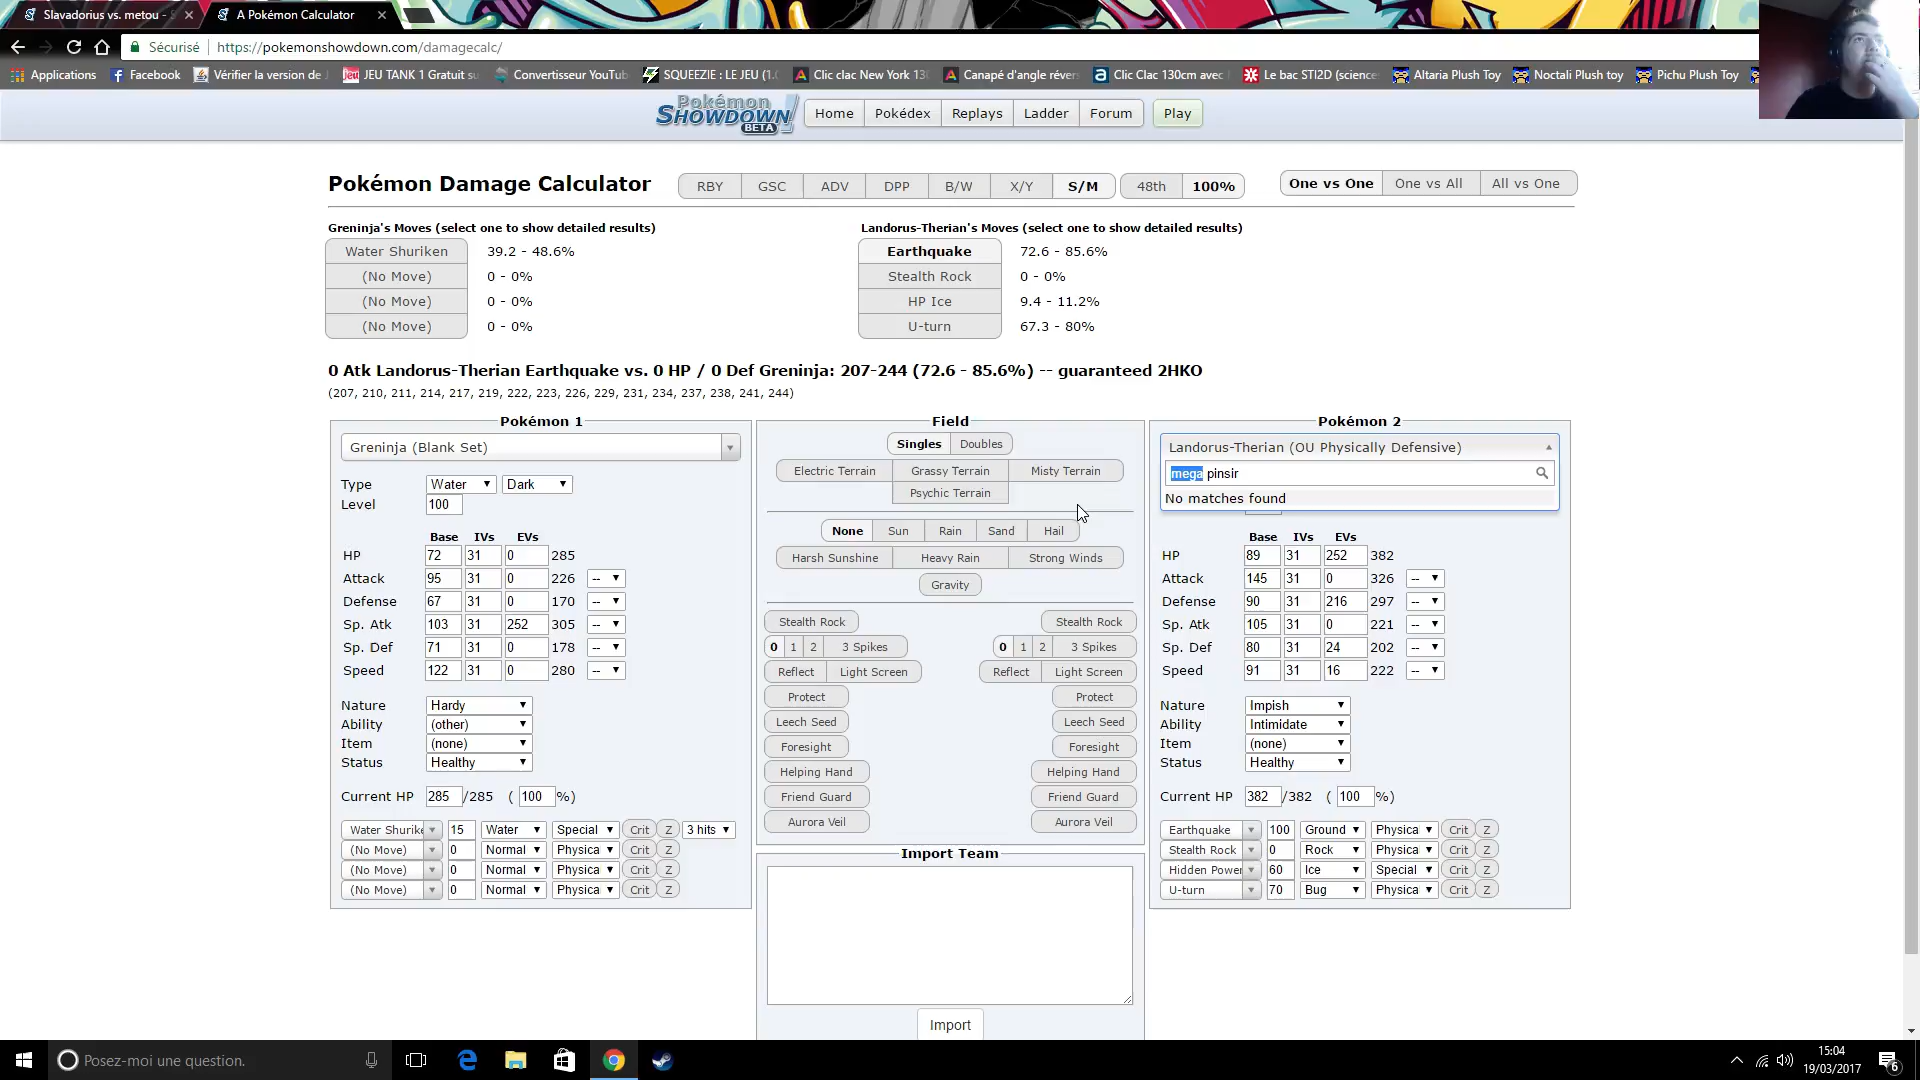 Slavadorius vs. metou - S
A Pokémon Calculator
Sécurisé https://pokemonshowdown.com/damagecalc/
Applications Facebook Vérifier la version de JEU TANK 1 Gratuit su Convertisseur YouTub SQUEEZIE : LE JEU (1.0 Clic clac New York 13 Canapé d'angle révers Clic Clac 130cm avec Le bac STI2D (science Altaria Plush Toy Noctali Plush toy Pichu Plush Toy
Pokémon SHOWDOWN! BETA Home Pokédex Replays Ladder Forum Play
Pokémon Damage Calculator RBY GSC ADV DPP B/W X/Y S/M 48th 100% One vs One One vs All All vs One
Greninja's Moves (select one to show detailed results)
Water Shuriken 39.2 - 48.6%
(No Move) 0 - 0%
(No Move) 0 - 0%
(No Move) 0 - 0%
Landorus-Therian's Moves (select one to show detailed results)
Earthquake 72.6 - 85.6%
Stealth Rock 0 - 0%
HP Ice 9.4 - 11.2%
U-turn 67.3 - 80%
0 Atk Landorus-Therian Earthquake vs. 0 HP / 0 Def Greninja: 207-244 (72.6 - 85.6%) -- guaranteed 2HKO
(207, 210, 211, 214, 217, 219, 222, 223, 226, 229, 231, 234, 237, 238, 241, 244)
Pokémon 1
Greninja (Blank Set)
Type Water Dark
Level 100
Base IVs EVs
HP 72 31 0 285
Attack 95 31 0 226 --
Defense 67 31 0 170 --
Sp. Atk 103 31 252 305 --
Sp. Def 71 31 0 178 --
Speed 122 31 0 280 --
Nature Hardy
Ability (other)
Item (none)
Status Healthy
Current HP 285 /285 ( 100 %)
Water Shurike 15 Water Special Crit Z 3 hits
(No Move) 0 Normal Physica Crit Z
(No Move) 0 Normal Physica Crit Z
(No Move) 0 Normal Physica Crit Z
Field
Singles Doubles
Electric Terrain Grassy Terrain Misty Terrain
Psychic Terrain
None Sun Rain Sand Hail
Harsh Sunshine Heavy Rain Strong Winds
Gravity
Stealth Rock Stealth Rock
0 1 2 3 Spikes 0 1 2 3 Spikes
Reflect Light Screen Reflect Light Screen
Protect Protect
Leech Seed Leech Seed
Foresight Foresight
Helping Hand Helping Hand
Friend Guard Friend Guard
Aurora Veil Aurora Veil
Import Team
Import
Pokémon 2
Landorus-Therian (OU Physically Defensive)
mega pinsir
No matches found
Base IVs EVs
HP 89 31 252 382
Attack 145 31 0 326 --
Defense 90 31 216 297 --
Sp. Atk 105 31 0 221 --
Sp. Def 80 31 24 202 --
Speed 91 31 16 222 --
Nature Impish
Ability Intimidate
Item (none)
Status Healthy
Current HP 382 /382 ( 100 %)
Earthquake 100 Ground Physica Crit Z
Stealth Rock 0 Rock Physica Crit Z
Hidden Power 60 Ice Special Crit Z
U-turn 70 Bug Physica Crit Z
Posez-moi une question.
15:04
19/03/2017
6